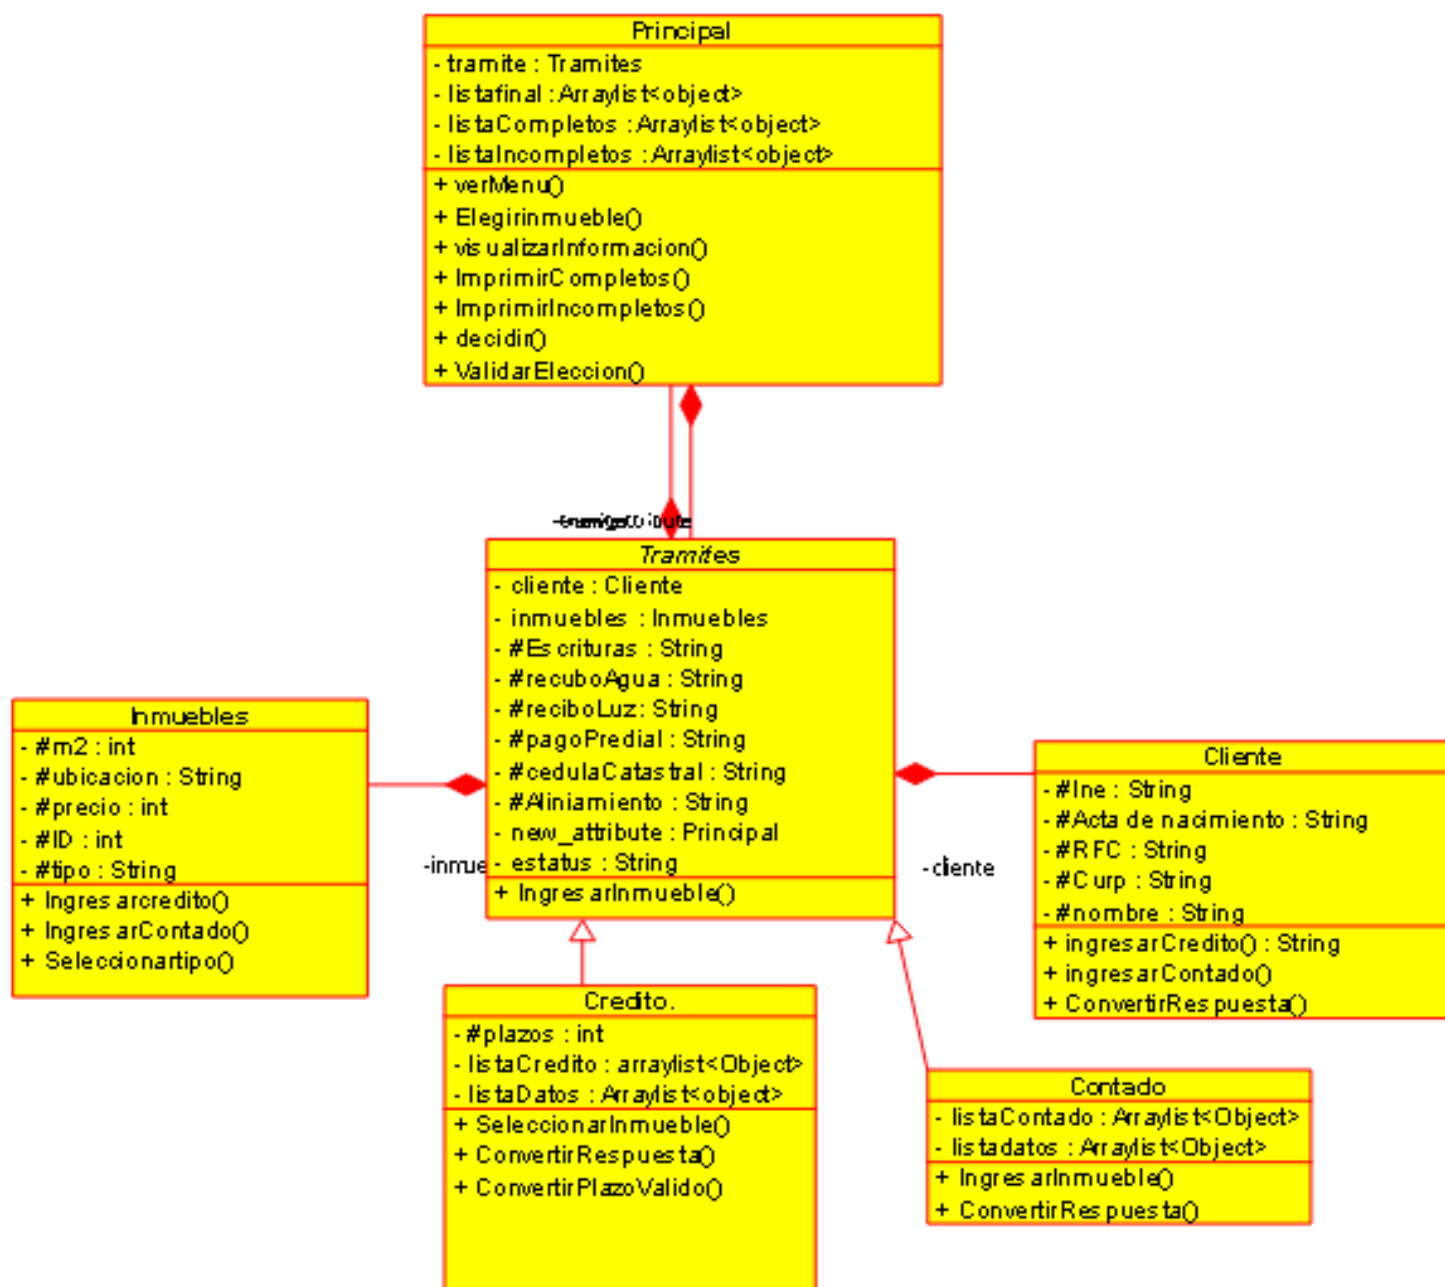 Principal
- tramite : Tramites
- listafinal : Arraylist<object>
- listaCompletos : Arraylist<object>
- listaIncompletos : Arraylist<object>
+ verMenu()
+ Elegirinmueble()
+ visualizarInformacion()
+ ImprimirCompletos()
+ ImprimirIncompletos()
+ decidir()
+ ValidarEleccion()
Tramites
- cliente : Cliente
- inmuebles : Inmuebles
- #Escrituras : String
- #recuboAgua : String
- #reciboLuz: String
- #pagoPredial : String
- #cedulaCatastral : String
- #Aliniamiento : String
- new_attribute : Principal
- estatus : String
+ IngresarInmueble()
Inmuebles
- #m2 : int
- #ubicacion : String
- #precio : int
- #ID : int
- #tipo : String
+ Ingresarcredito()
+ IngresarContado()
+ Seleccionartipo()
-inmue
-cliente
Cliente
- #Ine : String
- #Acta de nacimiento : String
- #RFC : String
- #Curp : String
- #nombre : String
+ ingresarCredito() : String
+ ingresarContado()
+ ConvertirRespuesta()
Credito.
- #plazos : int
- listaCredito : arraylist<Object>
- listaDatos : Arraylist<object>
+ SeleccionarInmueble()
+ ConvertirRespuesta()
+ ConvertirPlazoValido()
Contado
- listaContado : Arraylist<Object>
- listadatos : Arraylist<Object>
+ IngresarInmueble()
+ ConvertirRespuesta()